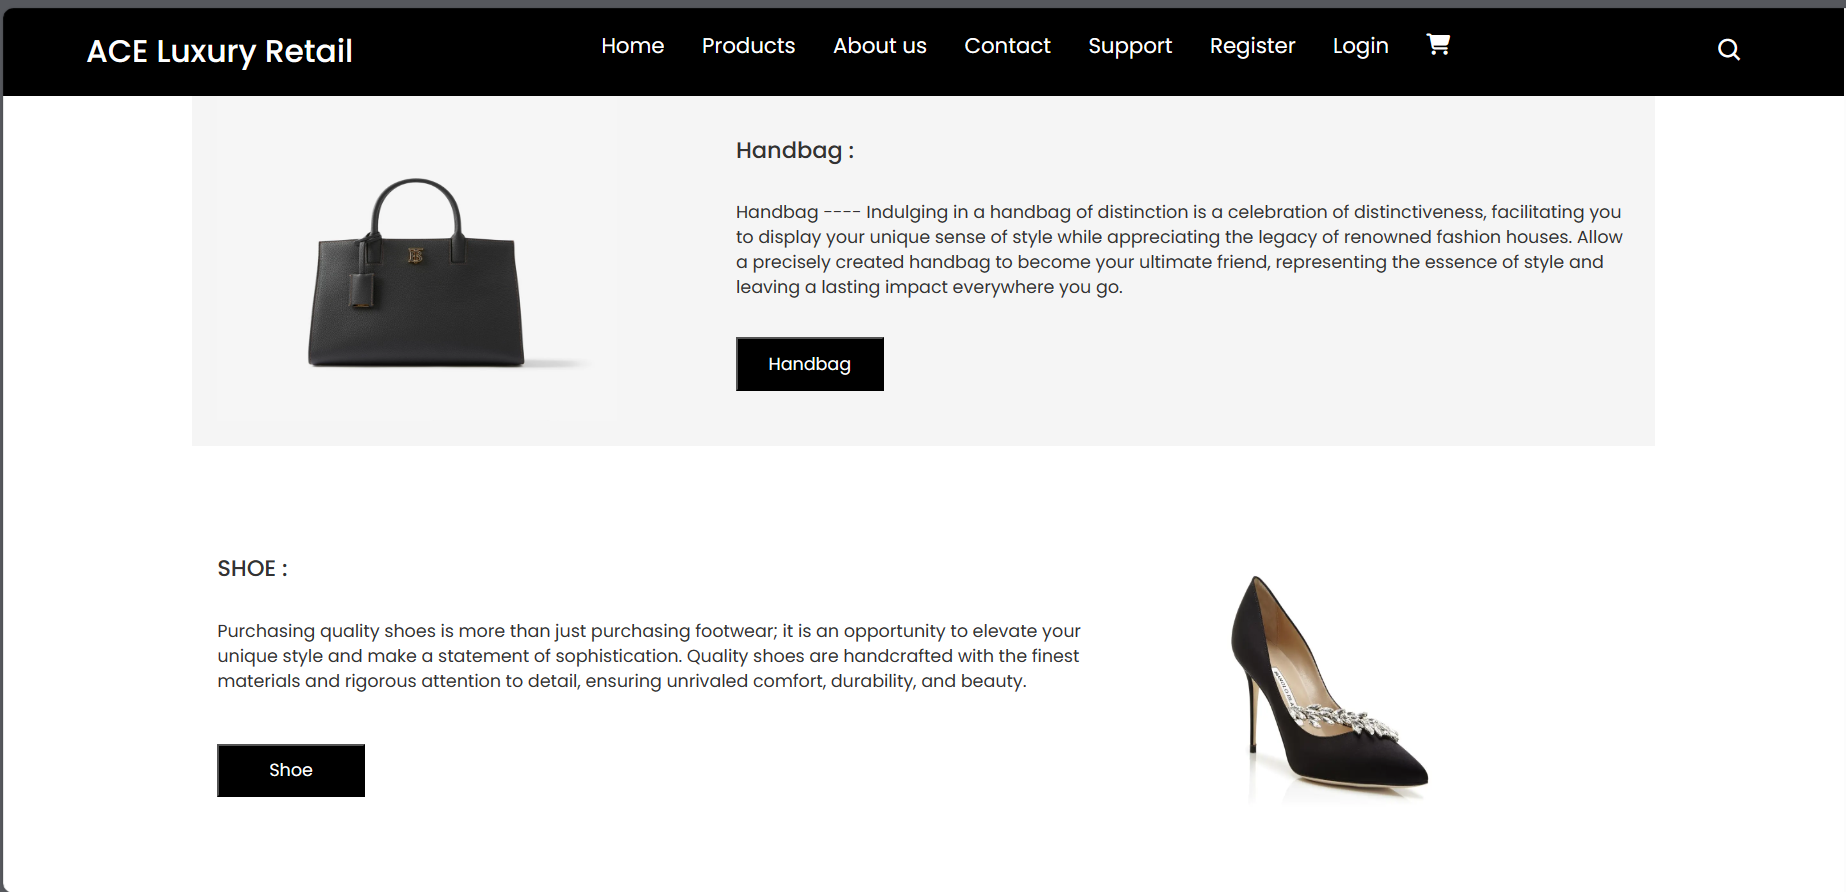 ACE Luxury Retail
Home Products About us Contact Support Register Login
Handbag :
Handbag ---- Indulging in a handbag of distinction is a celebration of distinctiveness, facilitating you
to display your unique sense of style while appreciating the legacy of renowned fashion houses. Allow
a precisely created handbag to become your ultimate friend, representing the essence of style and
leaving a lasting impact everywhere you go.
Handbag
SHOE :
Purchasing quality shoes is more than just purchasing footwear; it is an opportunity to elevate your
unique style and make a statement of sophistication. Quality shoes are handcrafted with the finest
materials and rigorous attention to detail, ensuring unrivaled comfort, durability, and beauty.
Shoe